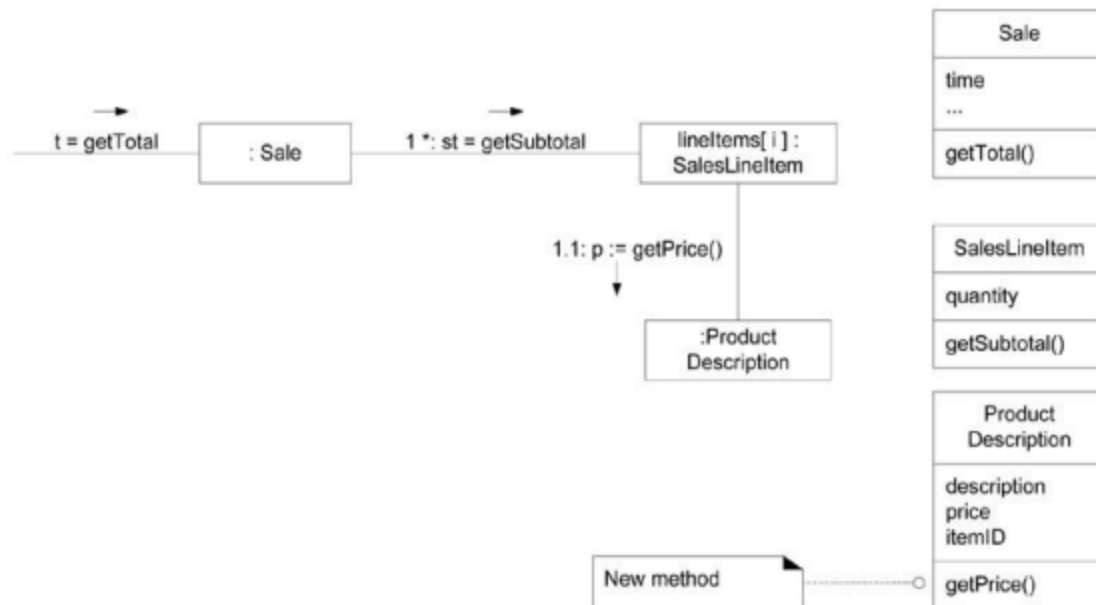 t = getTotal
: Sale
1 *: st = getSubtotal
lineItems[ i ] :
SalesLineItem
1.1: p := getPrice()
:Product
Description
Sale
time
...
getTotal()
SalesLineItem
quantity
getSubtotal()
Product
Description
description
price
itemID
getPrice()
New method